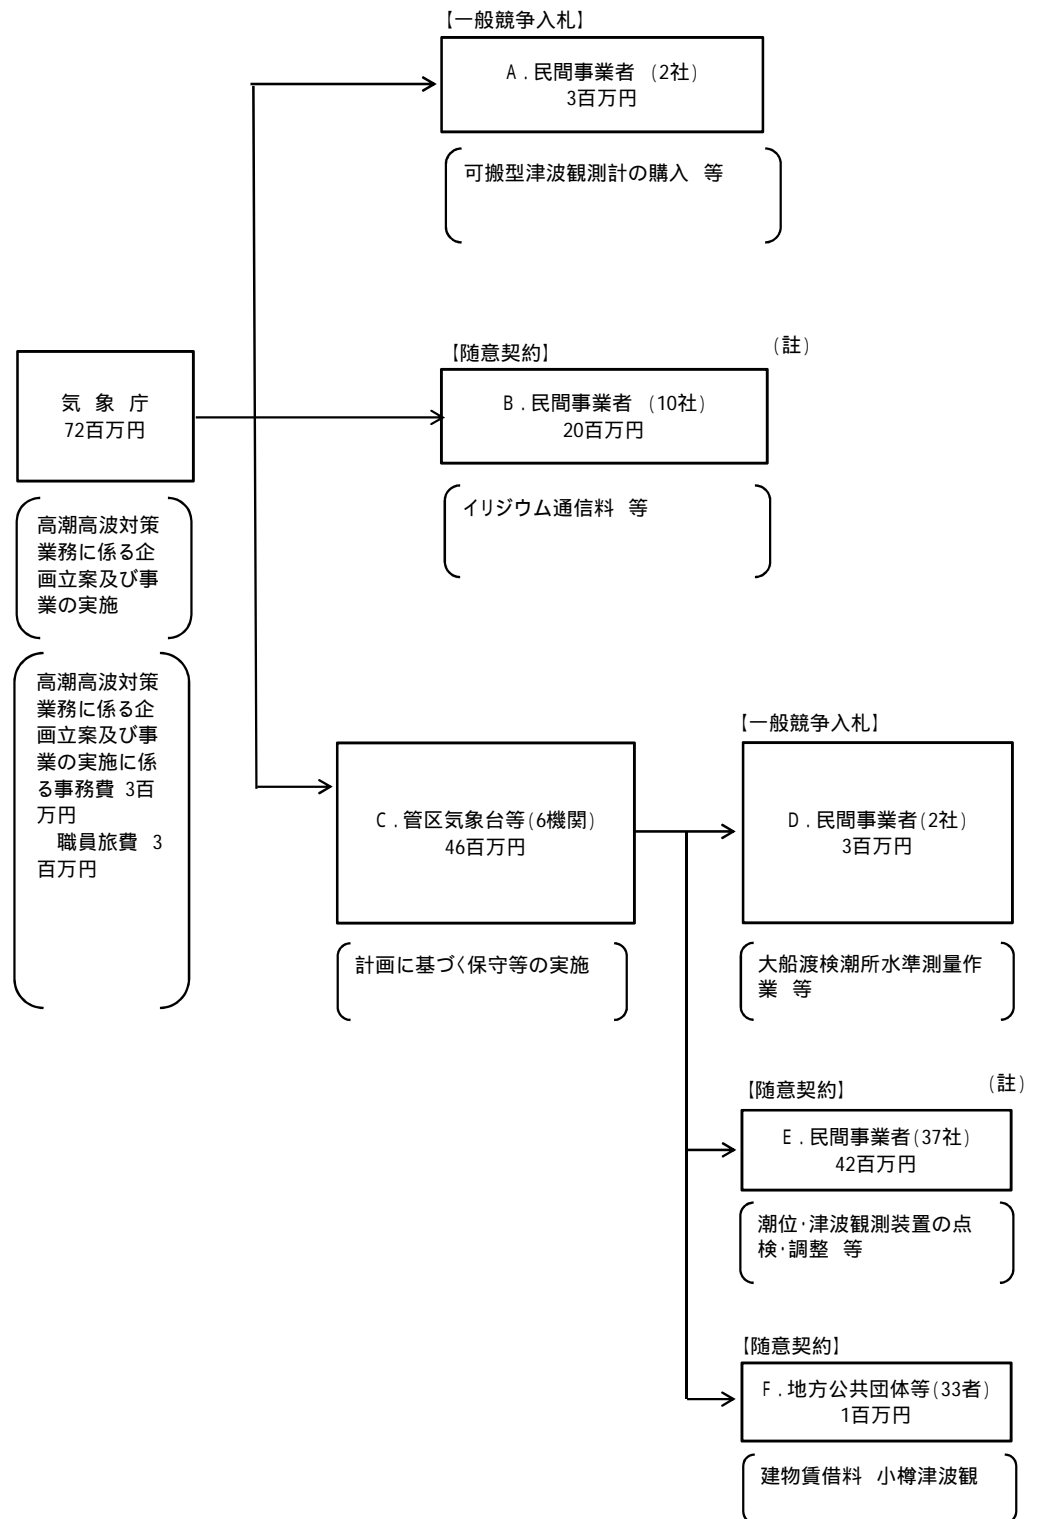 【一般競争入札】
A.民間事業者 (2社)
3百万円
可搬型津波観測計の購入 等
【随意契約】
(註)
B.民間事業者 (10社)
20百万円
イリジウム通信料 等
気 象 庁
72百万円
高潮高波対策
業務に係る企
画立案及び事
業の実施
高潮高波対策
業務に係る企
画立案及び事
業の実施に係
る事務費 3百
万円
職員旅費 3
百万円
C.管区気象台等(6機関)
46百万円
計画に基づく保守等の実施
【一般競争入札】
D.民間事業者(2社)
3百万円
大船渡検潮所水準測量作
業 等
【随意契約】
(註)
E.民間事業者(37社)
42百万円
潮位・津波観測装置の点
検・調整 等
【随意契約】
F.地方公共団体等(33者)
1百万円
建物賃借料 小樽津波観